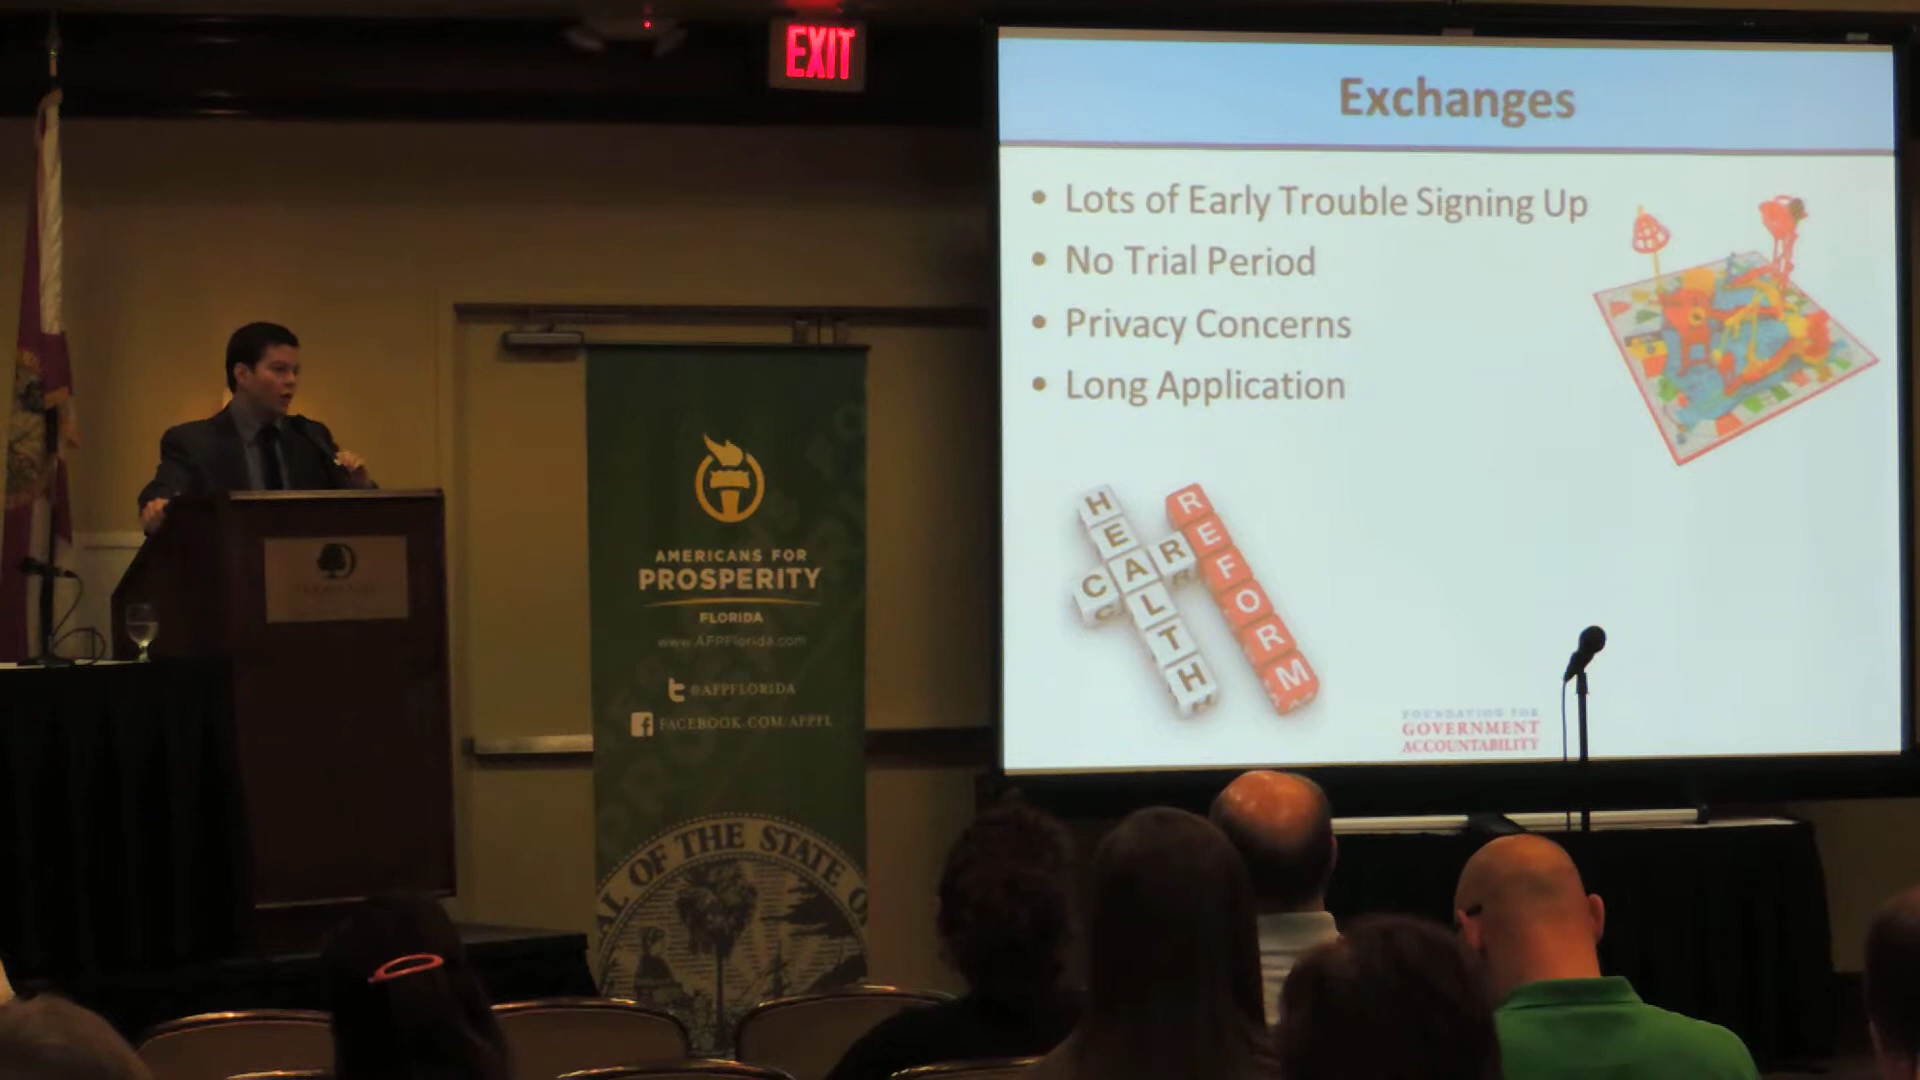 EXIT
Exchanges
• Lots of Early Trouble Signing Up
• No Trial Period
• Privacy Concerns
• Long Application
HEALTH
CARE
REFORM
FOUNDATION FOR
GOVERNMENT
ACCOUNTABILITY
AMERICANS FOR
PROSPERITY
FLORIDA
www.AFPFlorida.com
@AFPFLORIDA
FACEBOOK.COM/AFPFL
OF THE STATE